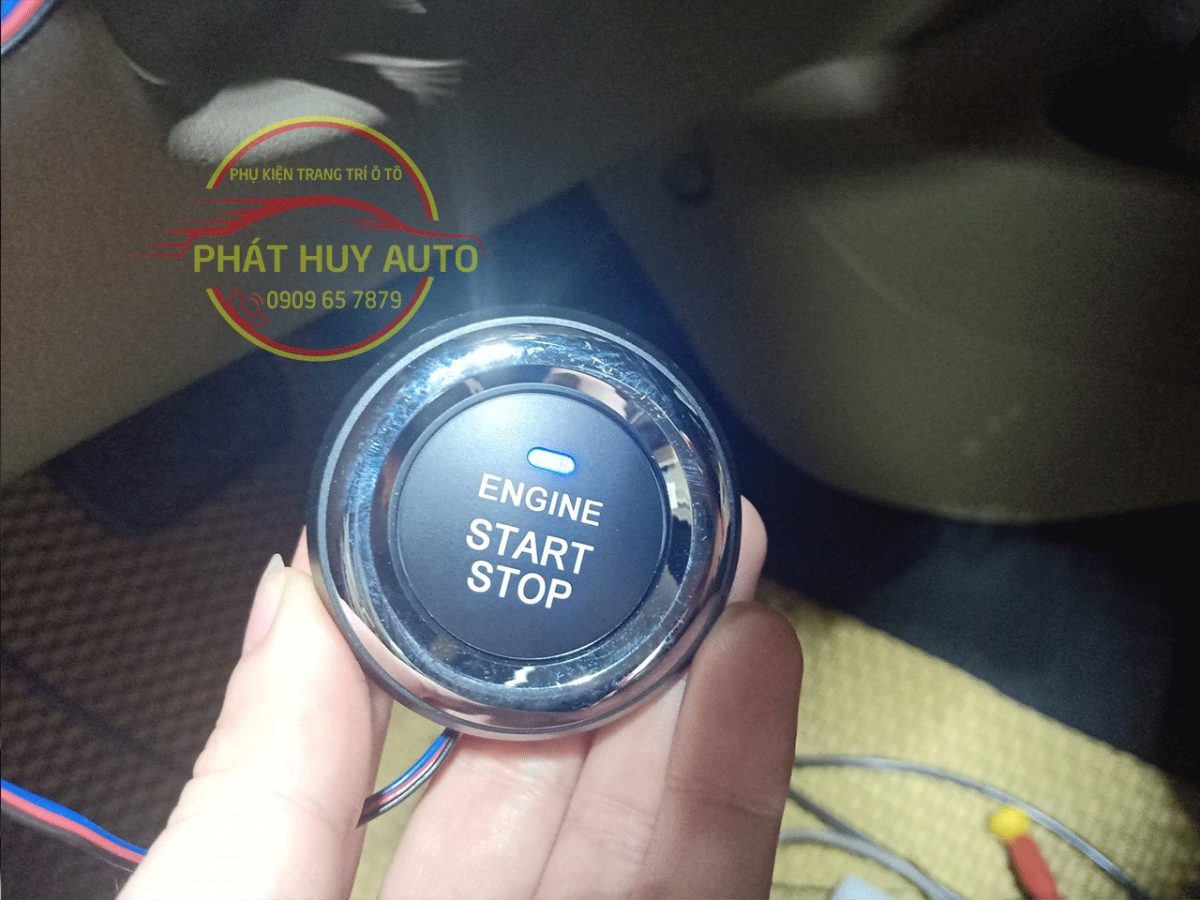 PHỤ KIỆN TRANG TRÍ Ô TÔ
PHÁT HUY AUTO
0909 65 7879
ENGINE
START
STOP